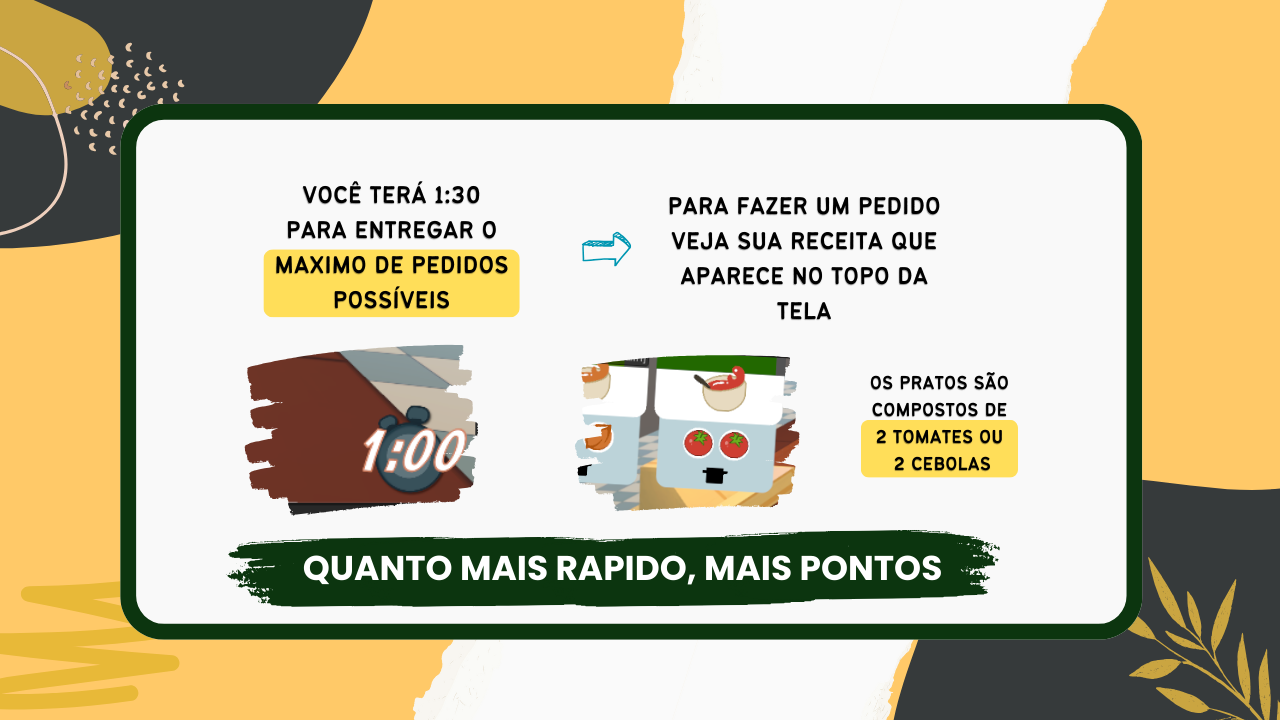 VOCÊ TERÁ 1:30
PARA ENTREGAR O
MAXIMO DE PEDIDOS
POSSÍVEIS
PARA FAZER UM PEDIDO
VEJA SUA RECEITA QUE
APARECE NO TOPO DA
TELA
1:00
OS PRATOS SÃO
COMPOSTOS DE
2 TOMATES OU
2 CEBOLAS
QUANTO MAIS RAPIDO, MAIS PONTOS